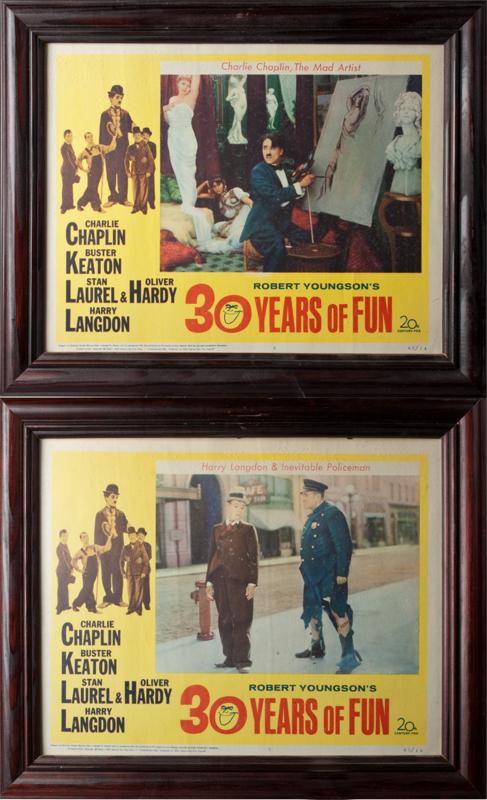 Charlie Chaplin, The Mad Artist
CHARLIE
CHAPLIN
BUSTER
KEATON
STAN OLIVER
LAUREL & HARDY
HARRY
LANGDON
ROBERT YOUNGSON'S
30 YEARS OF FUN
20th
CENTURY-FOX
Harry Langdon & Inevitable Policeman
CHARLIE
CHAPLIN
BUSTER
KEATON
STAN OLIVER
LAUREL & HARDY
HARRY
LANGDON
ROBERT YOUNGSON'S
30 YEARS OF FUN
20th
CENTURY-FOX